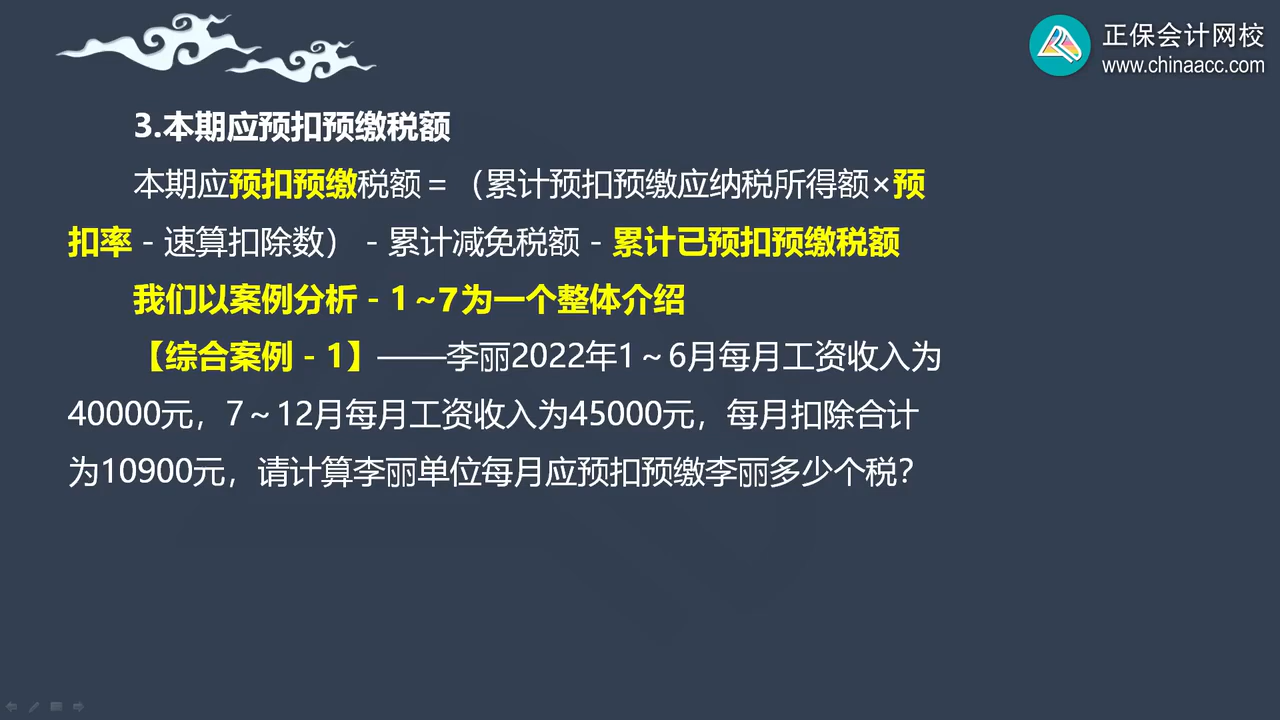 正保会计网校
www.chinaacc.com
3.本期应预扣预缴税额
本期应预扣预缴税额＝（累计预扣预缴应纳税所得额×预
扣率－速算扣除数）－累计减免税额－累计已预扣预缴税额
我们以案例分析－1~7为一个整体介绍
【综合案例－1】——李丽2022年1～6月每月工资收入为
40000元，7～12月每月工资收入为45000元，每月扣除合计
为10900元，请计算李丽单位每月应预扣预缴李丽多少个税？